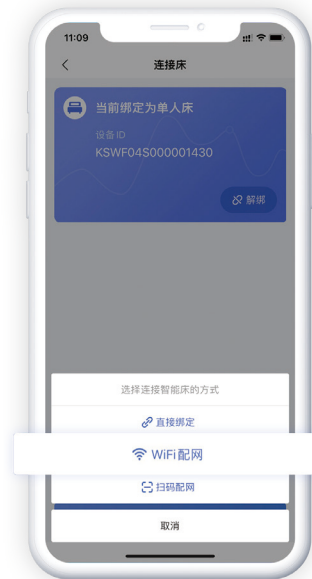 11:09
连接床
当前绑定为单人床
设备ID
KSWF04S000001430
解绑
选择连接智能床的方式
直接绑定
WiFi配网
扫码配网
取消